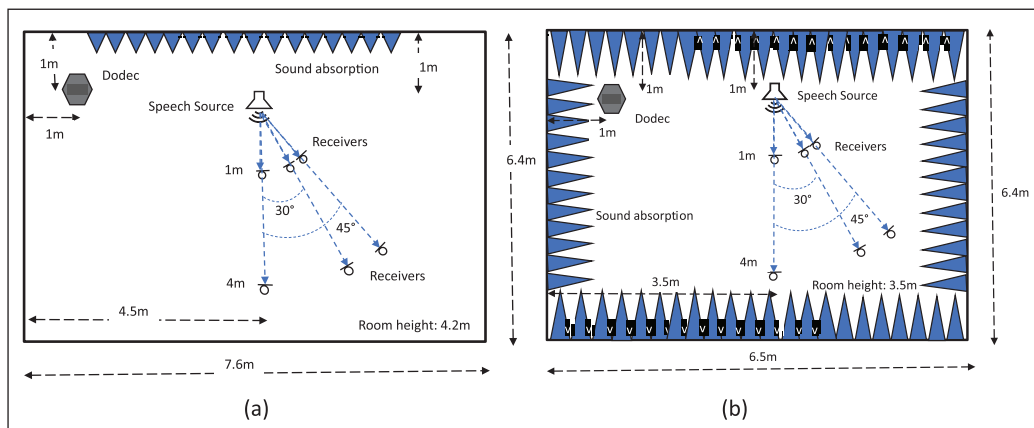 1m
Dodec
1m
Sound absorption
1m
Speech Source
Receivers
1m
30°
45°
4m
Receivers
4.5m
Room height: 4.2m
7.6m
6.4m
(a)
1m
1m
Speech Source
Dodec
1m
Receivers
1m
30°
45°
Sound absorption
4m
3.5m
Room height: 3.5m
6.5m
6.4m
(b)